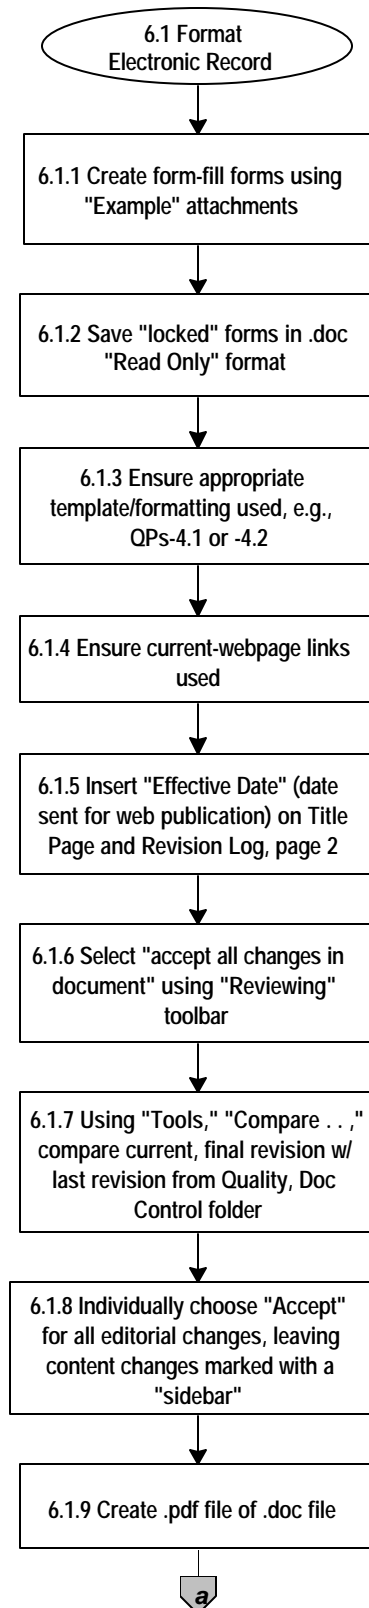 6.1 Format
Electronic Record
6.1.1 Create form-fill forms using
"Example" attachments
6.1.2 Save "locked" forms in .doc
"Read Only" format
6.1.3 Ensure appropriate
template/formatting used, e.g.,
QPs-4.1 or -4.2
6.1.4 Ensure current-webpage links
used
6.1.5 Insert "Effective Date" (date
sent for web publication) on Title
Page and Revision Log, page 2
6.1.6 Select "accept all changes in
document" using "Reviewing"
toolbar
6.1.7 Using "Tools," "Compare . . ,"
compare current, final revision w/
last revision from Quality, Doc
Control folder
6.1.8 Individually choose "Accept"
for all editorial changes, leaving
content changes marked with a
"sidebar"
6.1.9 Create .pdf file of .doc file
a